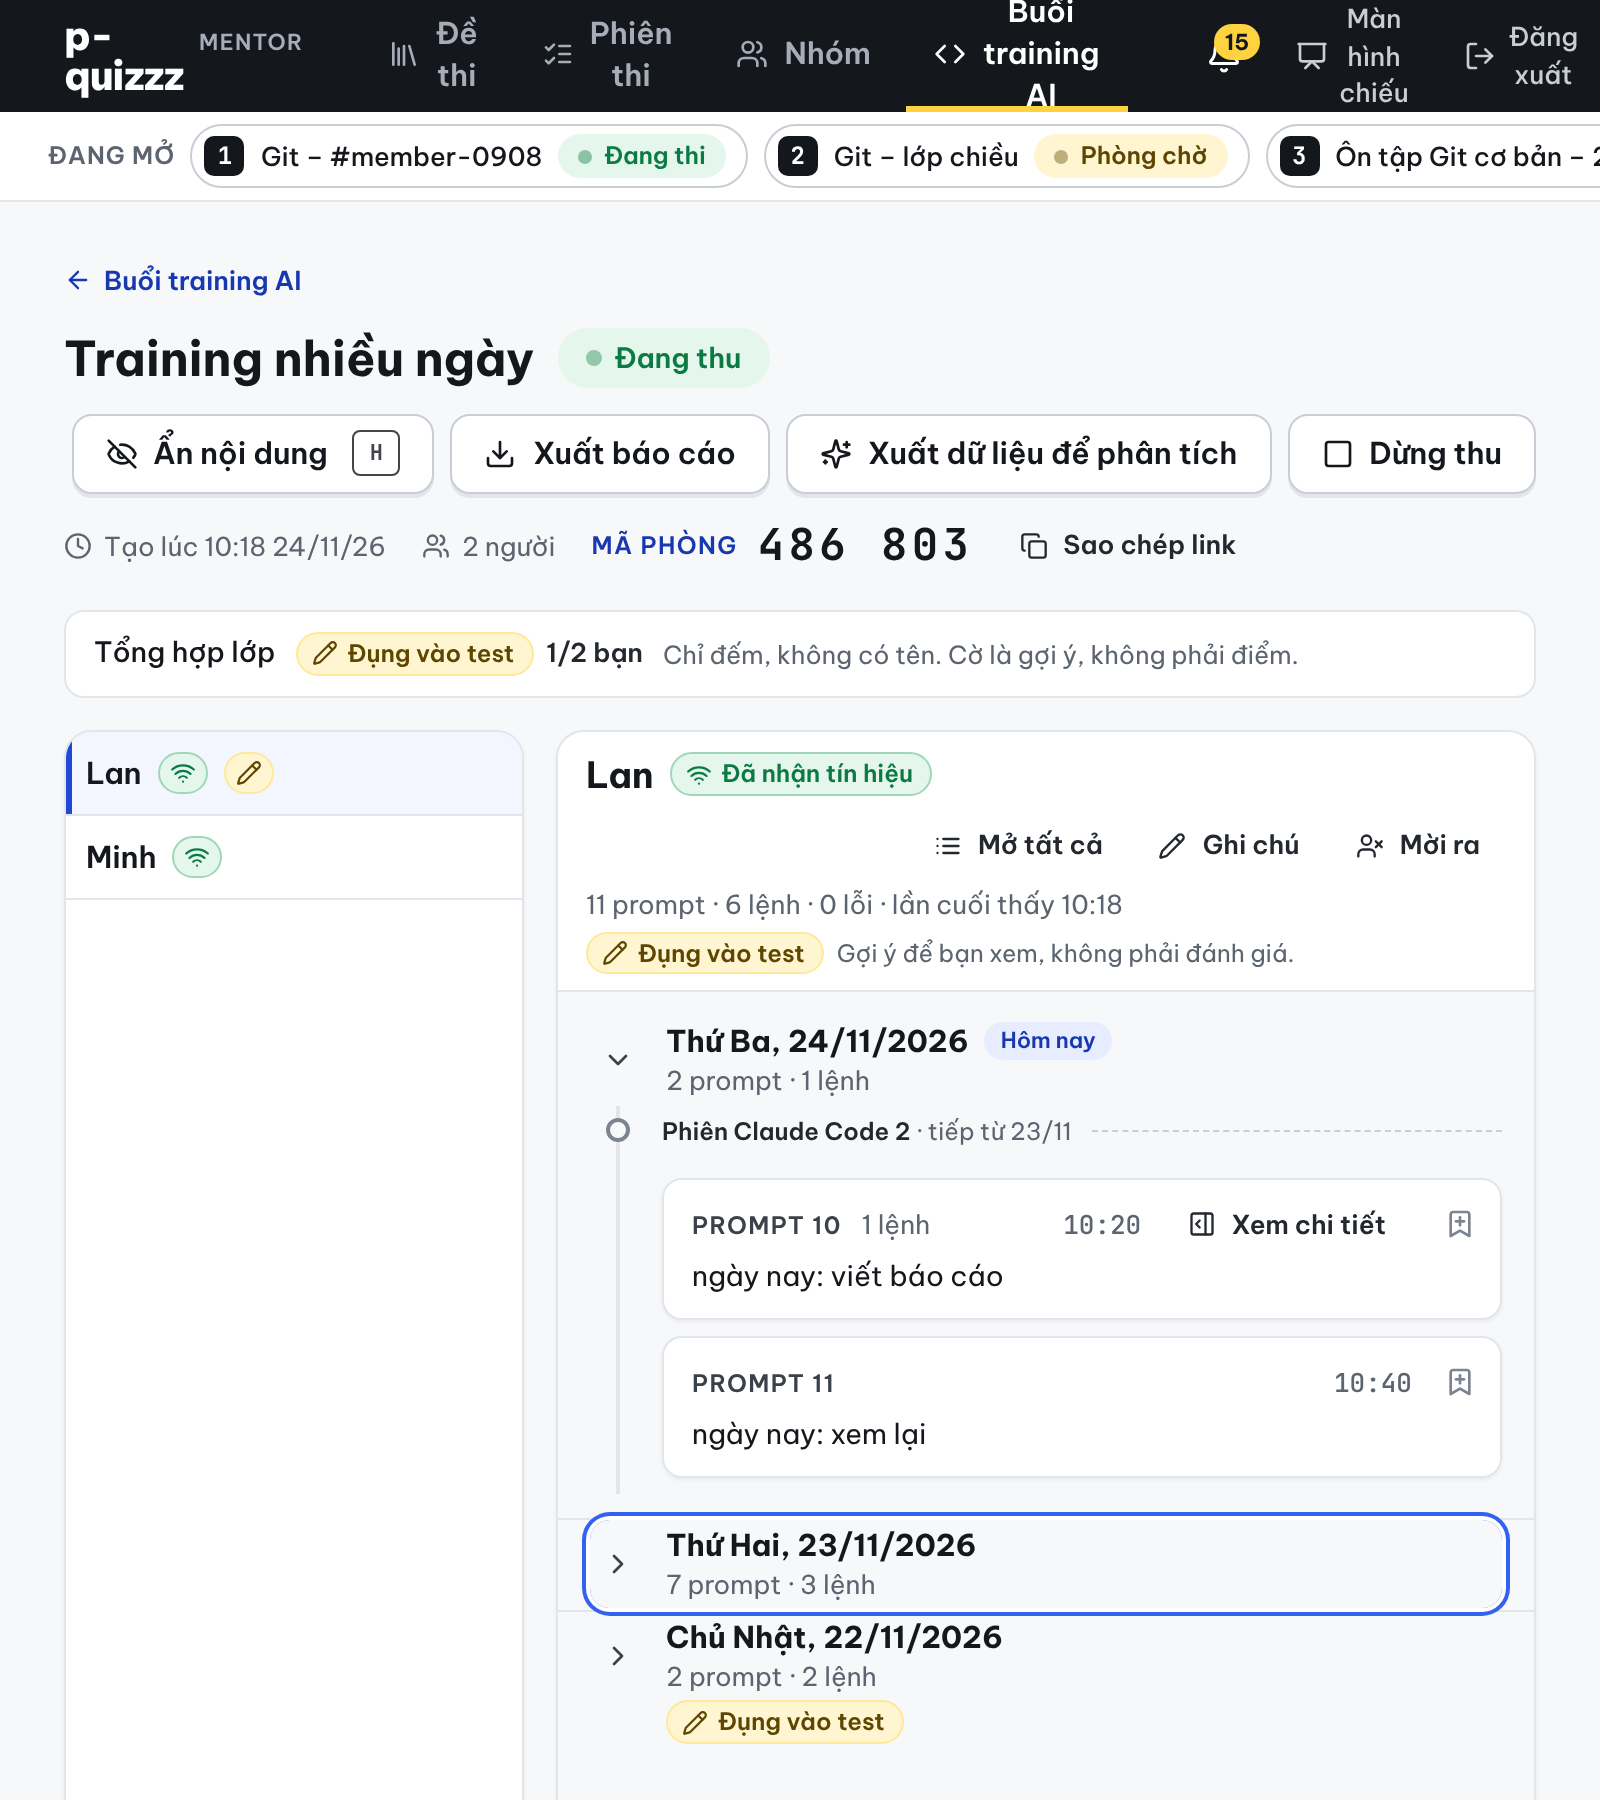 p-quizzz MENTOR
Đề thi
Phiên thi
Nhóm
Buổi training AI
15
Màn hình chiếu
Đăng xuất
ĐANG MỞ
1 Git – #member-0908 Đang thi
2 Git – lớp chiều Phòng chờ
3 Ôn tập Git cơ bản – 2
Buổi training AI
Training nhiều ngày Đang thu
Ẩn nội dung H
Xuất báo cáo
Xuất dữ liệu để phân tích
Dừng thu
Tạo lúc 10:18 24/11/26 2 người MÃ PHÒNG 486 803 Sao chép link
Tổng hợp lớp Đụng vào test 1/2 bạn Chỉ đếm, không có tên. Cờ là gợi ý, không phải điểm.
Lan
Minh
Lan Đã nhận tín hiệu
Mở tất cả Ghi chú Mời ra
11 prompt · 6 lệnh · 0 lỗi · lần cuối thấy 10:18
Đụng vào test Gợi ý để bạn xem, không phải đánh giá.
Thứ Ba, 24/11/2026 Hôm nay
2 prompt · 1 lệnh
Phiên Claude Code 2 · tiếp từ 23/11
PROMPT 10 1 lệnh 10:20 Xem chi tiết
ngày nay: viết báo cáo
PROMPT 11 10:40
ngày nay: xem lại
Thứ Hai, 23/11/2026
7 prompt · 3 lệnh
Chủ Nhật, 22/11/2026
2 prompt · 2 lệnh
Đụng vào test